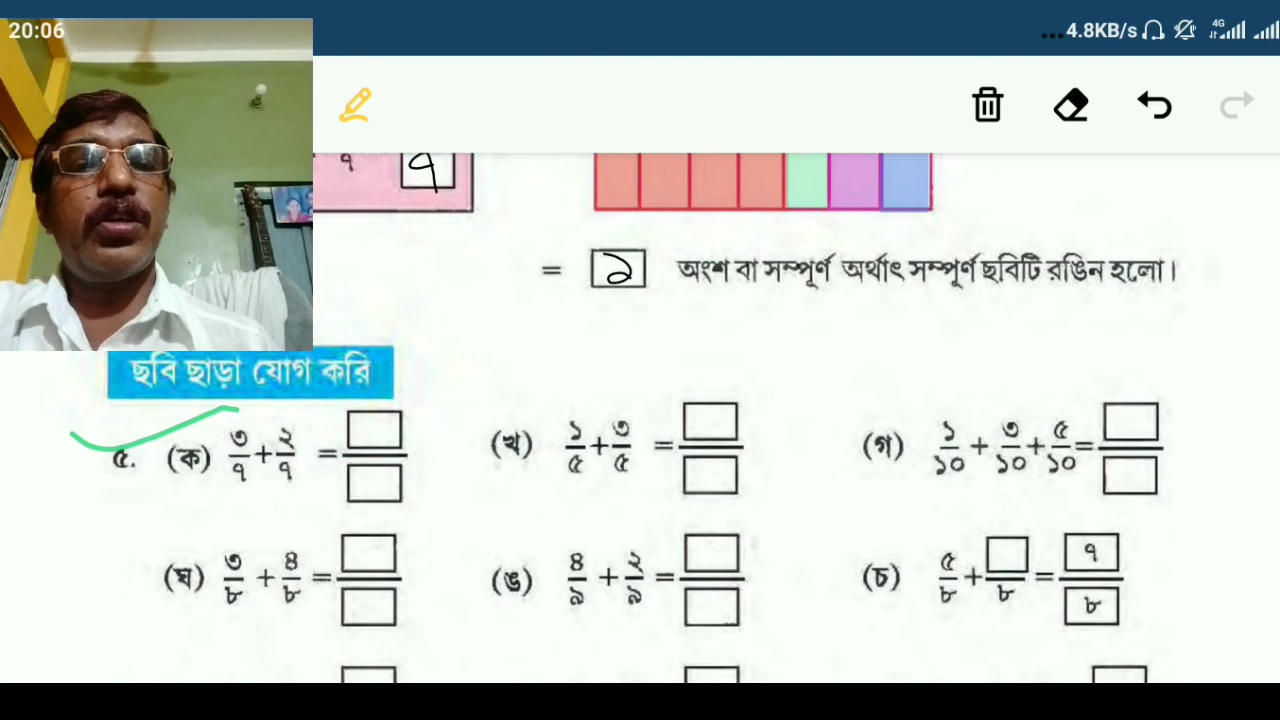 20:06
...4.8KB/s 4G
৭ ৭
= ১ অংশ বা সম্পূর্ণ অর্থাৎ সম্পূর্ণ ছবিটি রঙিন হলো।
ছবি ছাড়া যোগ করি
৫. (ক) ৩/৭ + ২/৭ = □/□ (খ) ১/৫ + ৩/৫ = □/□ (গ) ১/১০ + ৩/১০ + ৫/১০ = □/□
(ঘ) ৩/৮ + ৪/৮ = □/□ (ঙ) ৪/৯ + ২/৯ = □/□ (চ) ৫/৮ + □/৮ = ৭/৮